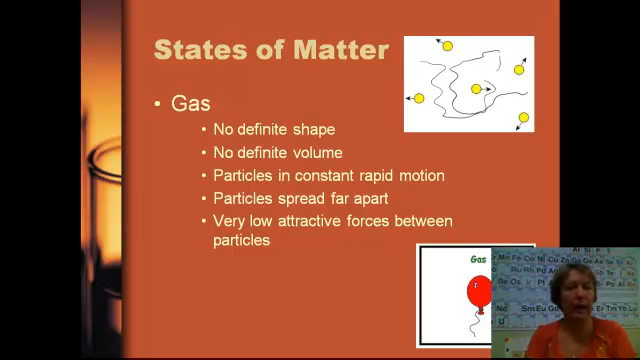 States of Matter
• Gas
• No definite shape
• No definite volume
• Particles in constant rapid motion
• Particles spread far apart
• Very low attractive forces between
particles
Gas